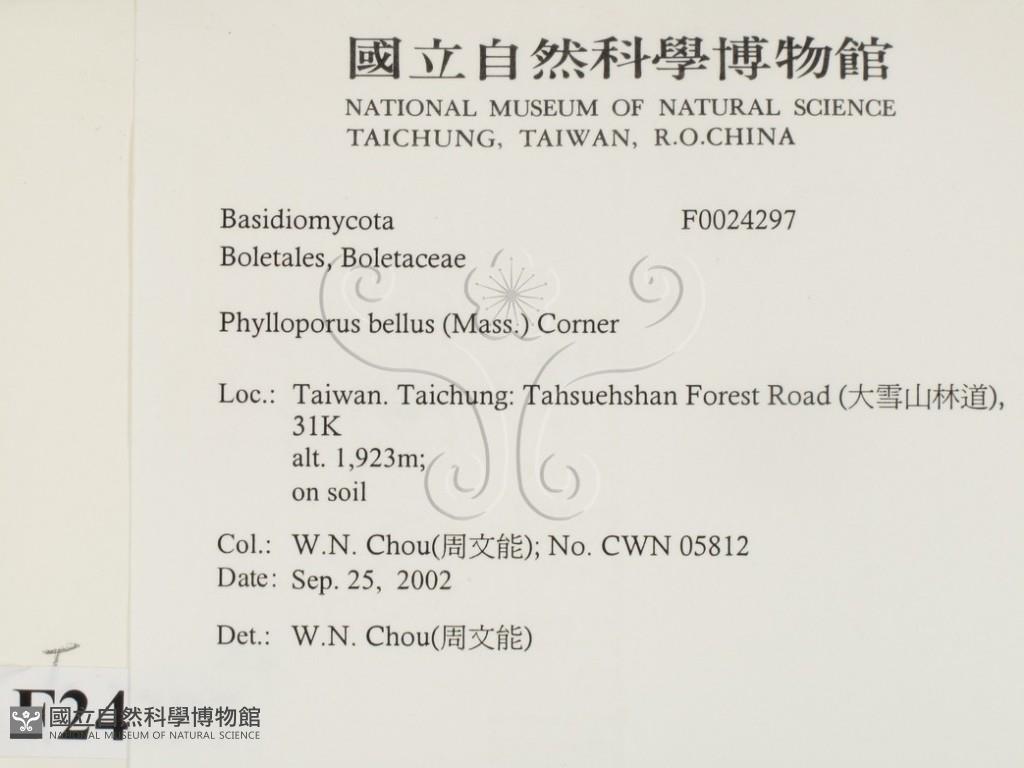 國立自然科學博物館
NATIONAL MUSEUM OF NATURAL SCIENCE
TAICHUNG, TAIWAN, R.O.CHINA
Basidiomycota F0024297
Boletales, Boletaceae
Phylloporus bellus (Mass.) Corner
Loc.: Taiwan. Taichung: Tahsuehshan Forest Road (大雪山林道),
31K
alt. 1,923m;
on soil
Col.: W.N. Chou(周文能); No. CWN 05812
Date: Sep. 25, 2002
Det.: W.N. Chou(周文能)
T
F24
國立自然科學博物館
NATIONAL MUSEUM OF NATURAL SCIENCE